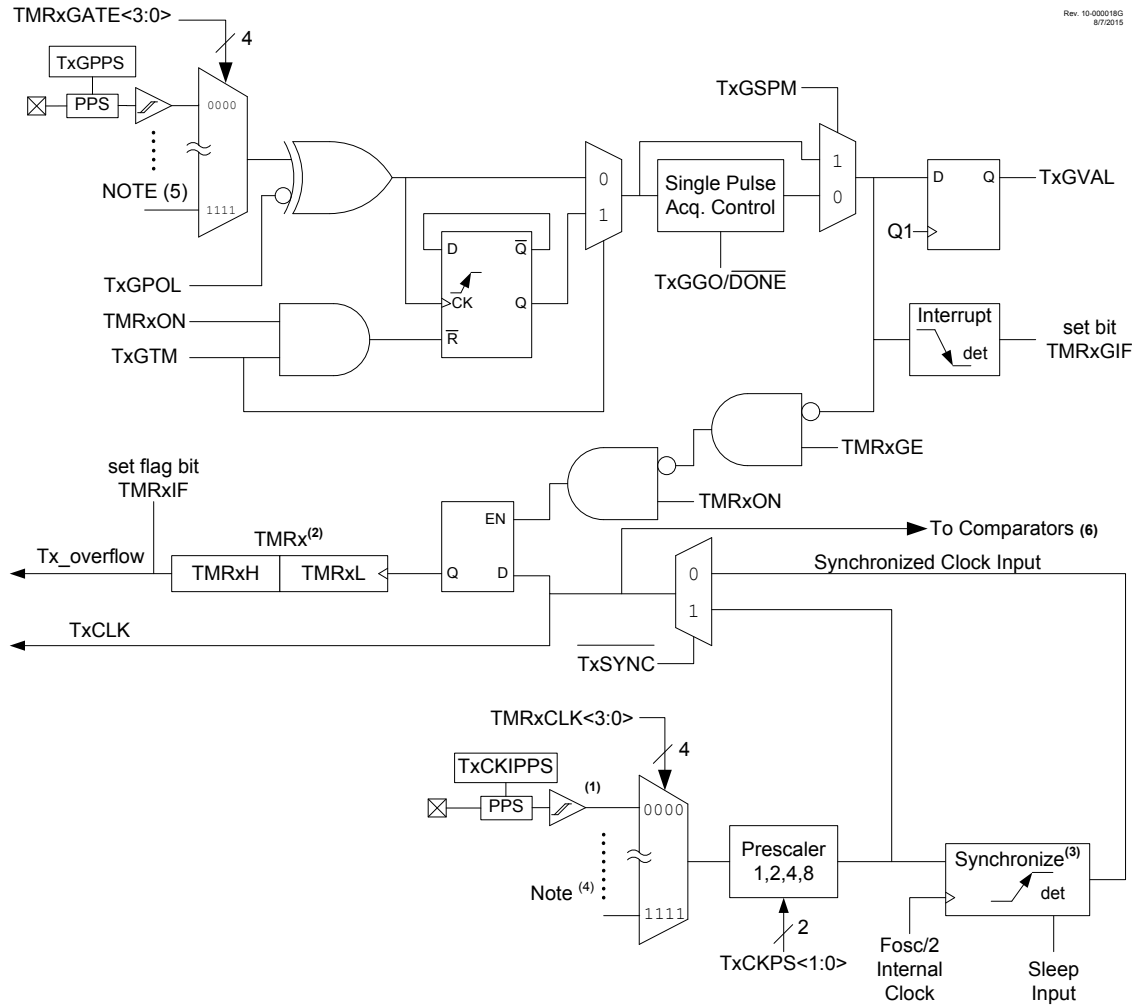 Rev. 10-000018G
8/7/2015
TMRxGATE<3:0>
4
TxGPPS
PPS
0000
NOTE (5)
1111
TxGPOL
TMRxON
TxGTM
D
Q
CK
Q
R
0
1
Single Pulse
Acq. Control
TxGGO/DONE
TxGSPM
1
0
D
Q
Q1
TxGVAL
Interrupt
det
set bit
TMRxGIF
TMRxGE
TMRxON
set flag bit
TMRxIF
Tx_overflow
TMRx(2)
TMRxH
TMRxL
EN
Q
D
To Comparators (6)
Synchronized Clock Input
0
1
TxCLK
TxSYNC
TMRxCLK<3:0>
4
TxCKIPPS
PPS
(1)
0000
Note (4)
1111
Prescaler
1,2,4,8
2
TxCKPS<1:0>
Synchronize(3)
det
Fosc/2
Internal
Clock
Sleep
Input